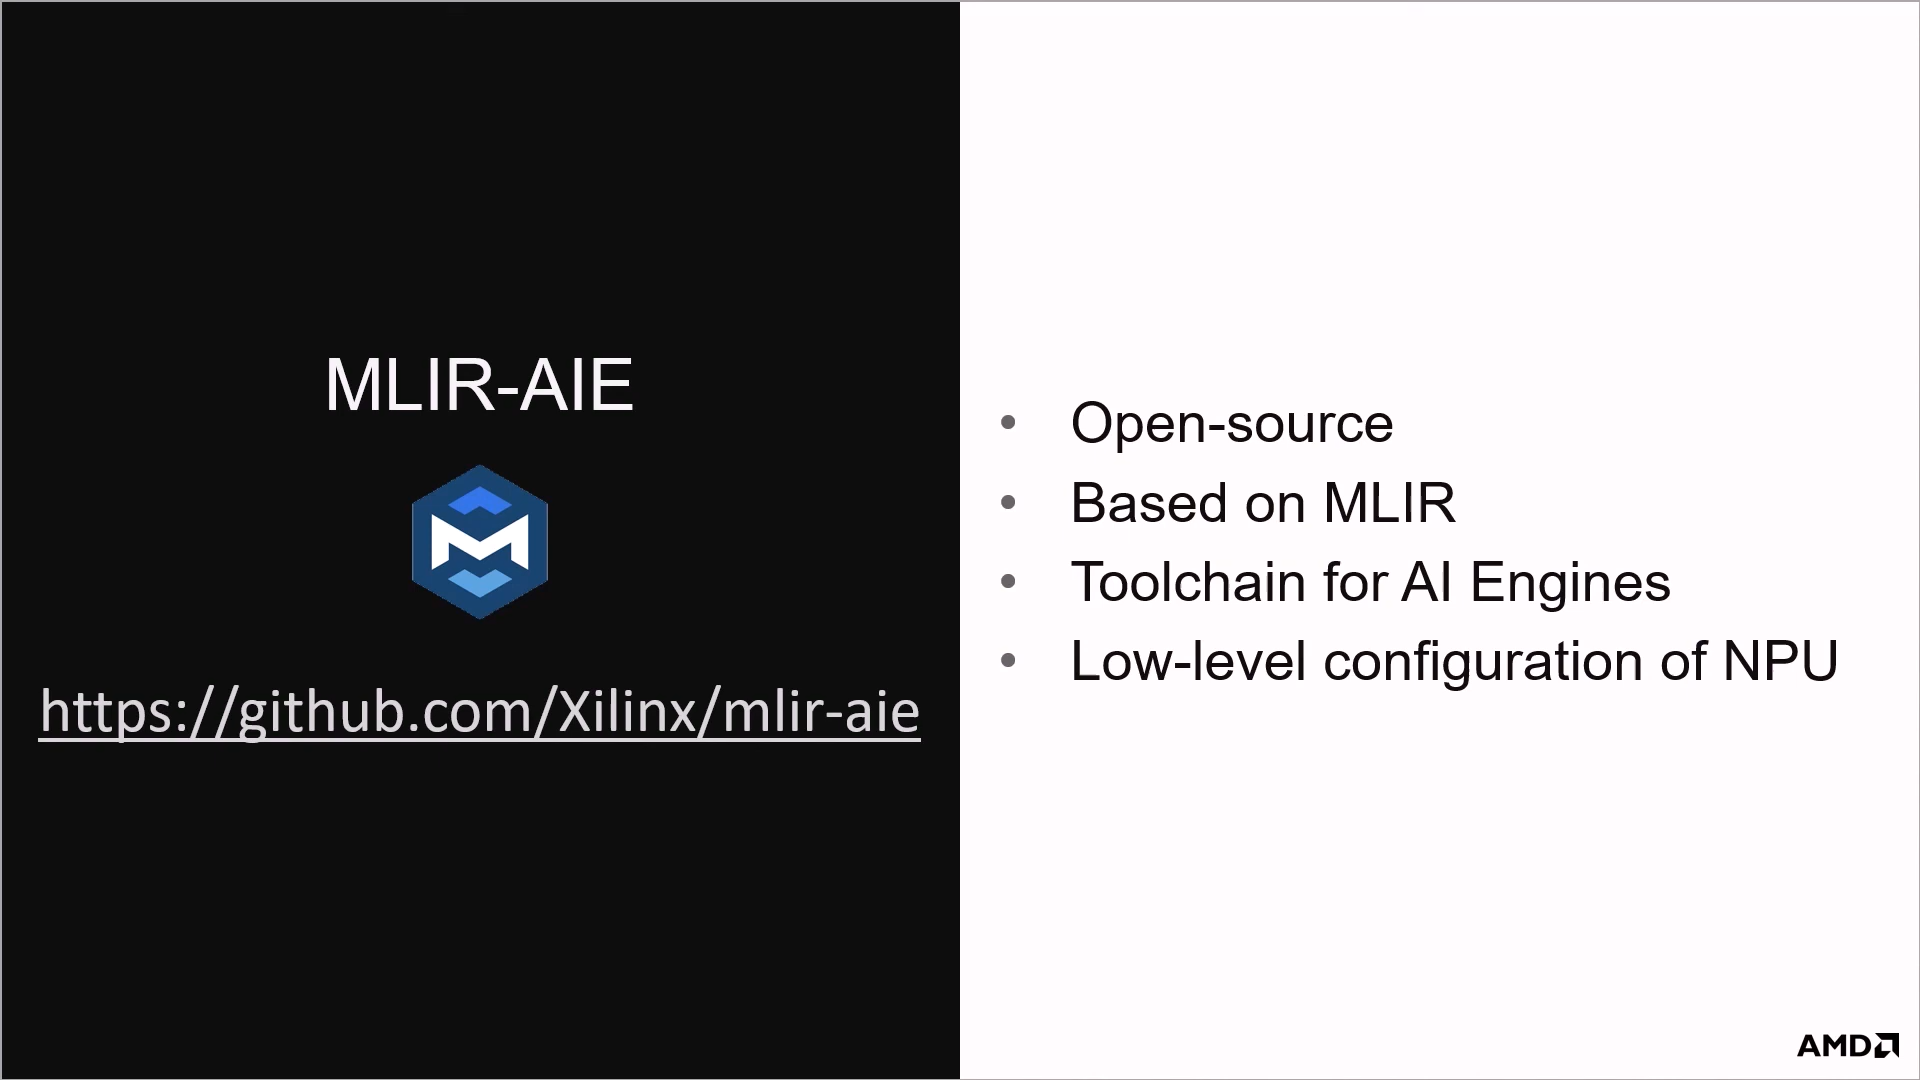 MLIR-AIE
https://github.com/Xilinx/mlir-aie
• Open-source
• Based on MLIR
• Toolchain for AI Engines
• Low-level configuration of NPU
AMD